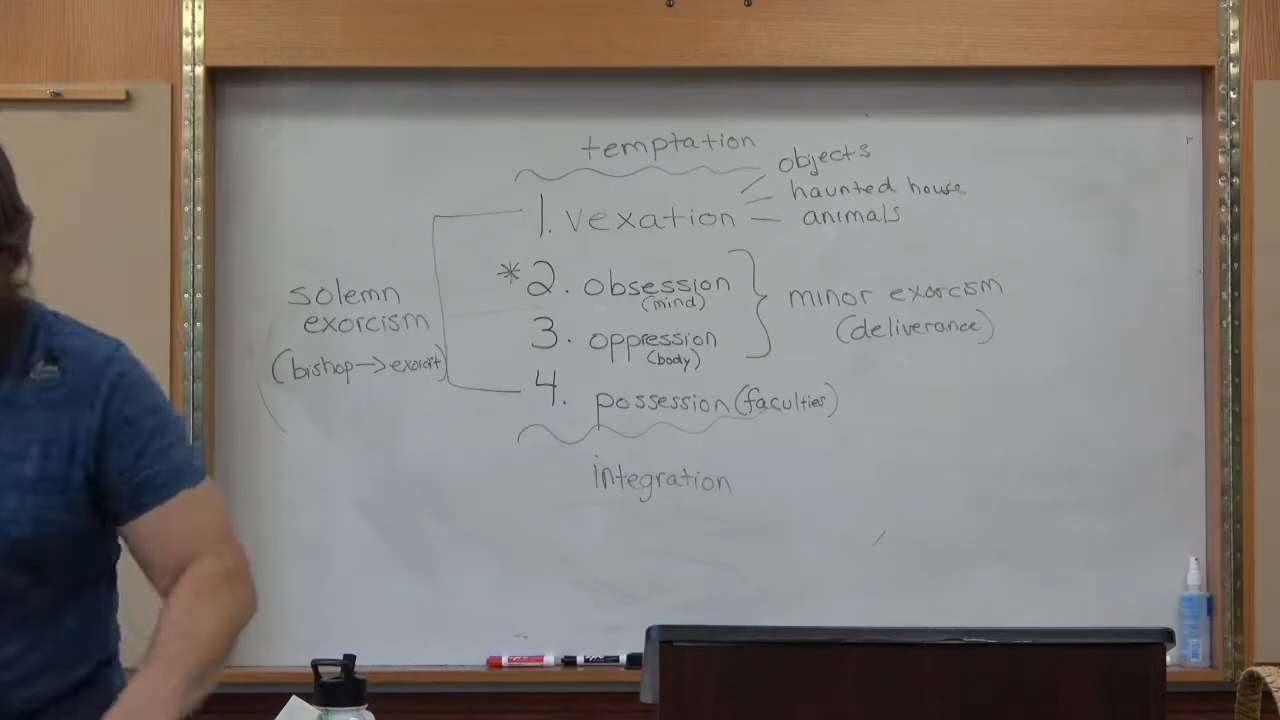 temptation
objects
haunted house
1. vexation
animals
* 2. obsession
(mind)
minor exorcism
(deliverance)
solemn
exorcism
(bishop → exorcist)
3. oppression
(body)
4. possession (faculties)
integration